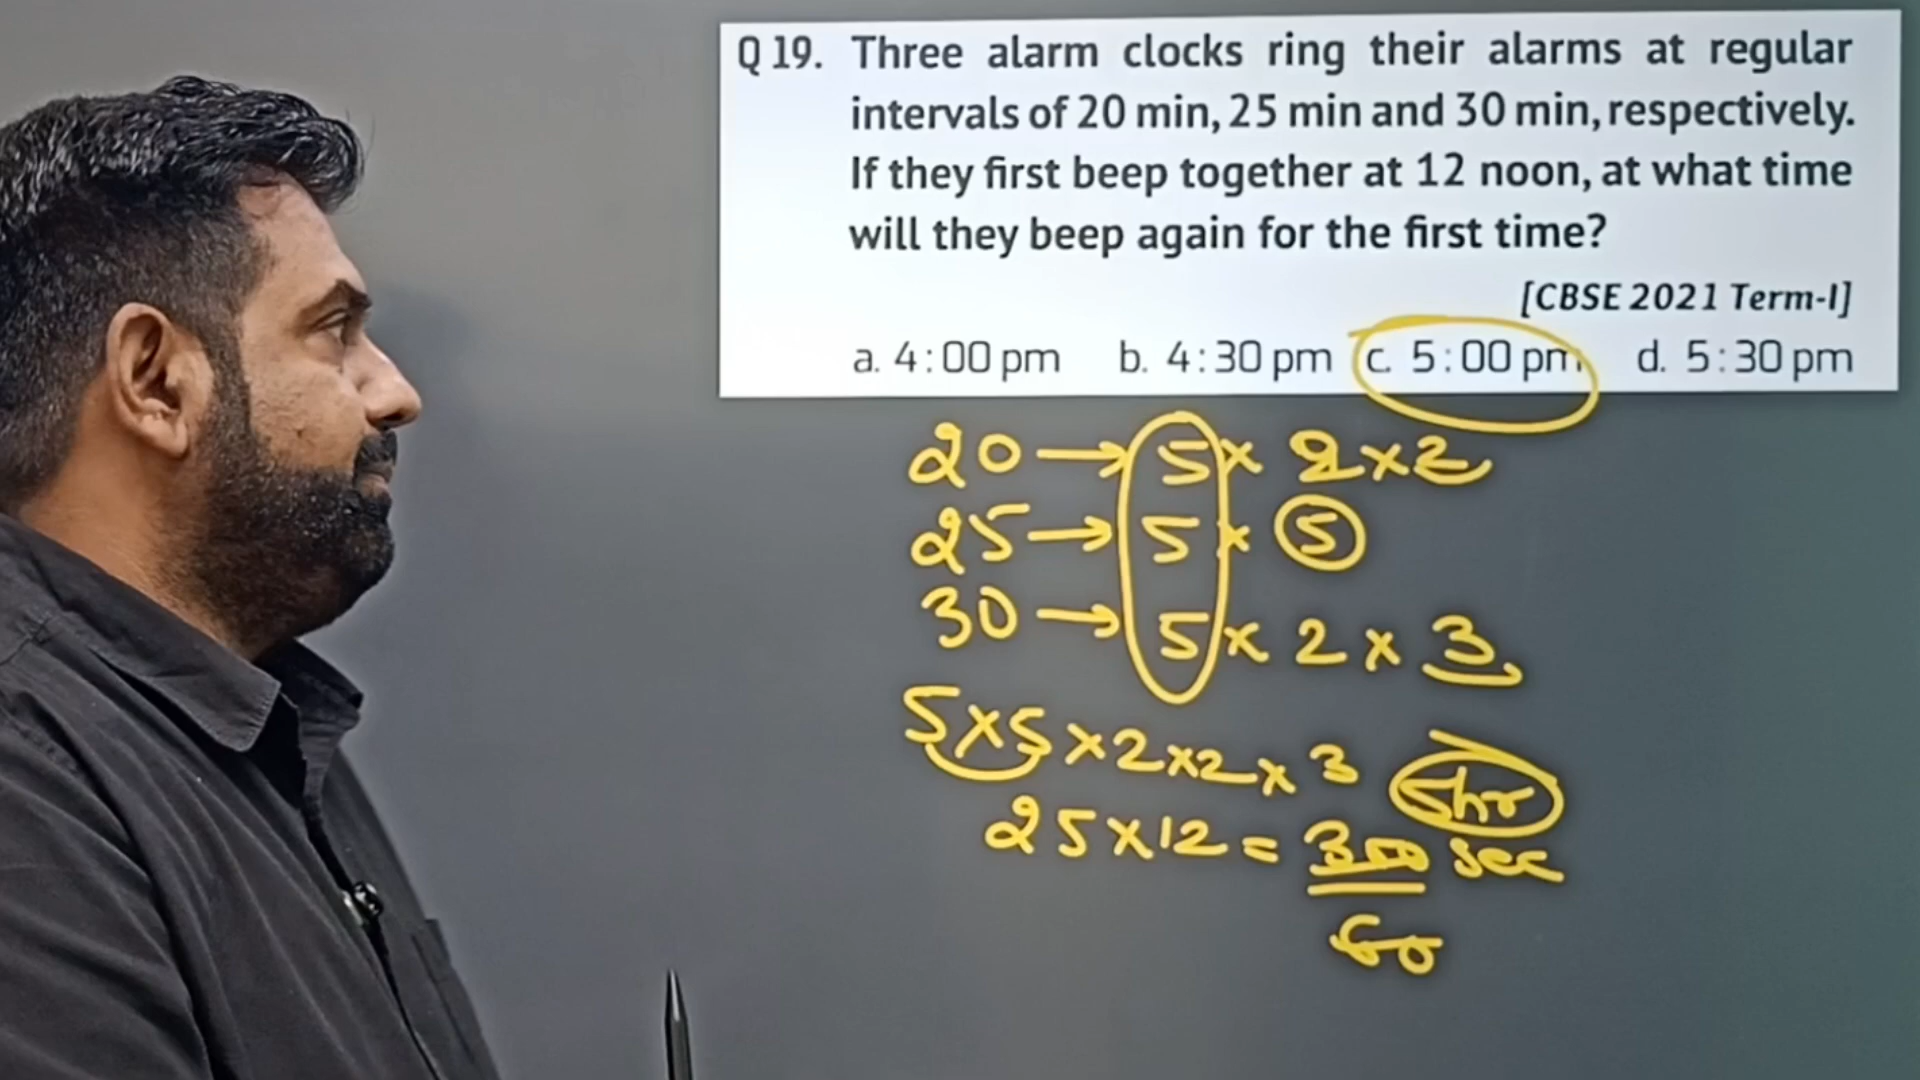 Q 19. Three alarm clocks ring their alarms at regular
intervals of 20 min, 25 min and 30 min, respectively.
If they first beep together at 12 noon, at what time
will they beep again for the first time?
[CBSE 2021 Term-I]
a. 4:00 pm b. 4:30 pm c. 5:00 pm d. 5:30 pm
20 → 5 × 2 × 2
25 → 5 × 5
30 → 5 × 2 × 3
5 × 5 × 2 × 2 × 3
5hr
25 × 12 = 300 sec
60